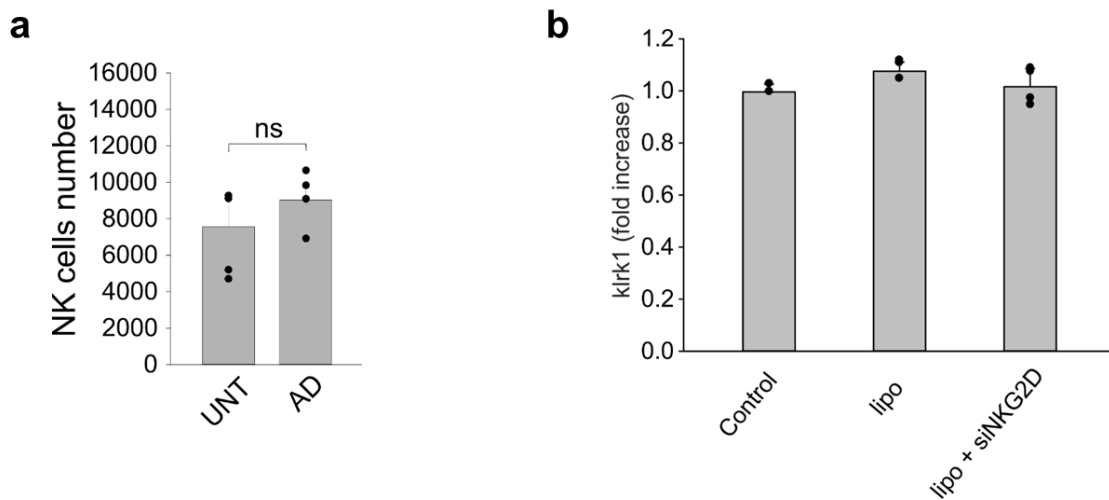 a
NK cells number
16000
14000
12000
10000
8000
6000
4000
2000
0
ns
UNT
AD
b
klrk1 (fold increase)
1.2
1.0
0.8
0.6
0.4
0.2
0.0
Control
lipo
lipo + siNKG2D